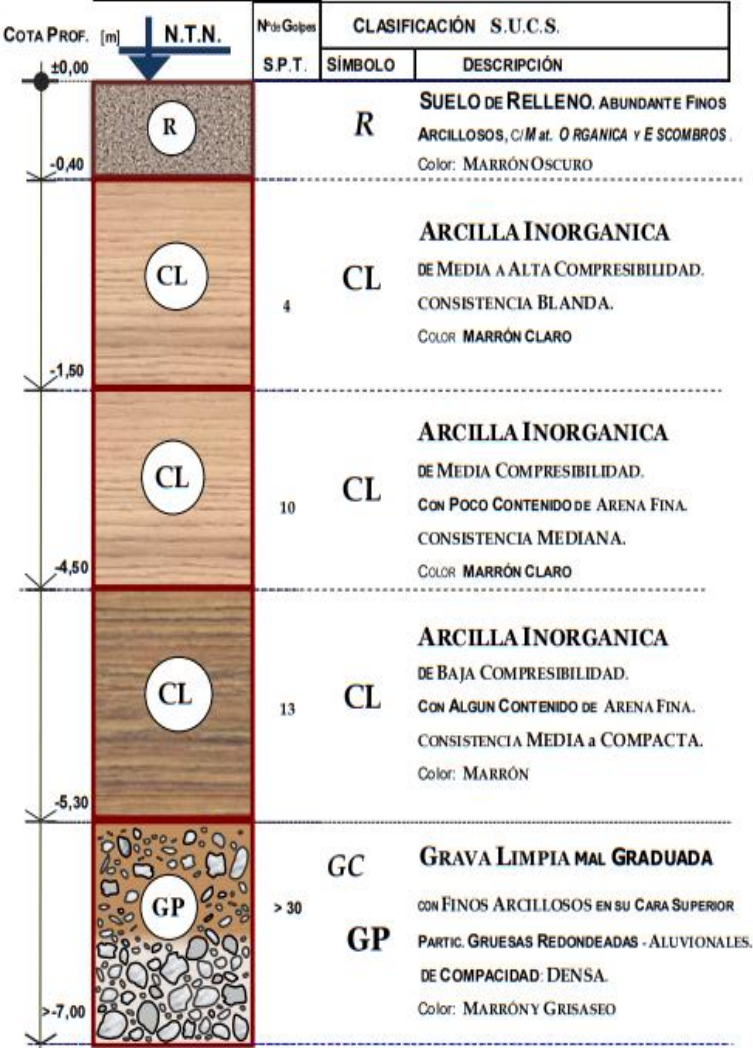 COTA PROF. [m] N.T.N. NºdeGolpes CLASIFICACIÓN S.U.C.S.
S.P.T. SÍMBOLO DESCRIPCIÓN
±0,00
R R SUELO DE RELLENO. ABUNDANTE FINOS
ARCILLOSOS, C/Mat. ORGANICA Y ESCOMBROS.
-0,40 Color: MARRÓN OSCURO
ARCILLA INORGANICA
CL CL DE MEDIA A ALTA COMPRESIBILIDAD.
4 CONSISTENCIA BLANDA.
COLOR MARRÓN CLARO
-1,50
ARCILLA INORGANICA
CL CL DE MEDIA COMPRESIBILIDAD.
10 CON POCO CONTENIDO DE ARENA FINA.
CONSISTENCIA MEDIANA.
-4,50 COLOR MARRÓN CLARO
ARCILLA INORGANICA
DE BAJA COMPRESIBILIDAD.
CL 13 CL CON ALGUN CONTENIDO DE ARENA FINA.
CONSISTENCIA MEDIA a COMPACTA.
Color: MARRÓN
-5,30
GC GRAVA LIMPIA MAL GRADUADA
GP > 30 CON FINOS ARCILLOSOS EN SU CARA SUPERIOR
GP PARTIC. GRUESAS REDONDEADAS - ALUVIONALES.
DE COMPACIDAD: DENSA.
>-7,00 Color: MARRÓN Y GRISASEO